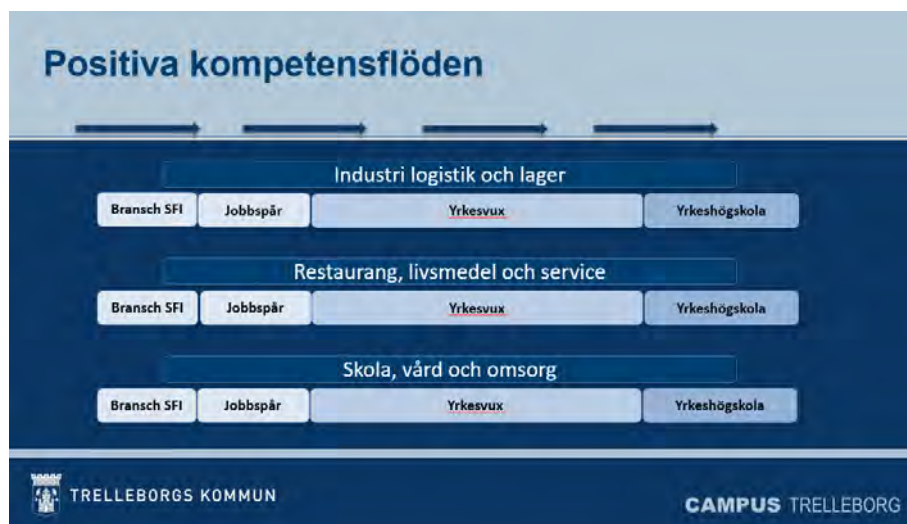 Positiva kompetensflöden
Industri logistik och lager
Bransch SFI Jobbspår Yrkesvux Yrkeshögskola
Restaurang, livsmedel och service
Bransch SFI Jobbspår Yrkesvux Yrkeshögskola
Skola, vård och omsorg
Bransch SFI Jobbspår Yrkesvux Yrkeshögskola
TRELLEBORGS KOMMUN
CAMPUS TRELLEBORG